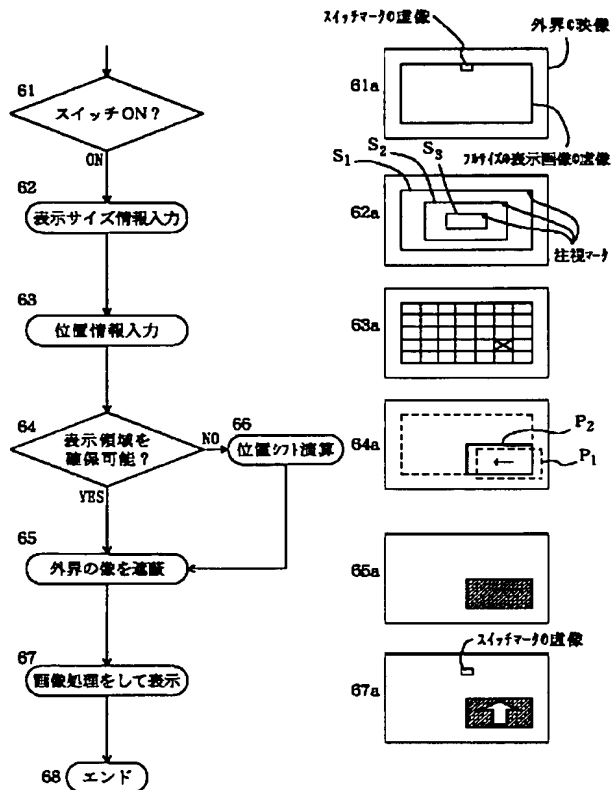 スイッチマークの虚像
外界の映像
61
スイッチON?
ON
61a
フルサイズの表示画像の虚像
62
表示サイズ情報入力
S1
S2
S3
62a
注視マーク
63
位置情報入力
63a
64
表示領域を
確保可能?
NO
YES
66
位置シフト演算
64a
P2
P1
65
外界の像を遮蔽
65a
スイッチマークの虚像
67
画像処理をして表示
67a
68
エンド